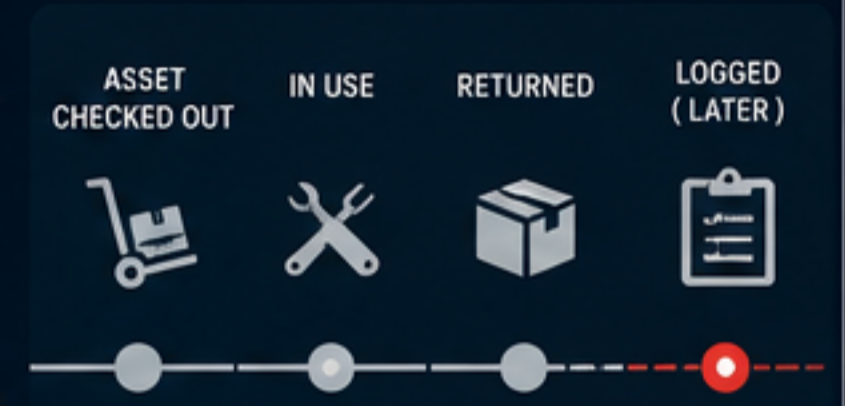 ASSET
CHECKED OUT
IN USE
RETURNED
LOGGED
( LATER )